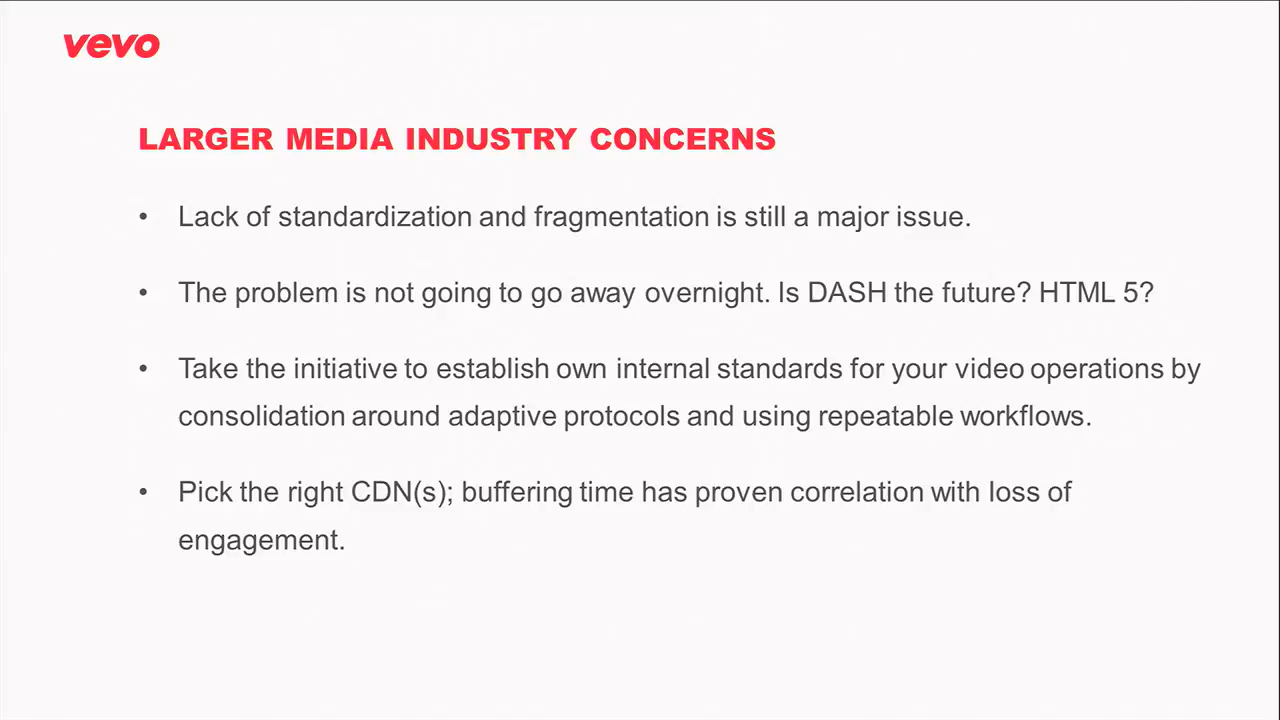 vevo
LARGER MEDIA INDUSTRY CONCERNS
• Lack of standardization and fragmentation is still a major issue.
• The problem is not going to go away overnight. Is DASH the future? HTML 5?
• Take the initiative to establish own internal standards for your video operations by
consolidation around adaptive protocols and using repeatable workflows.
• Pick the right CDN(s); buffering time has proven correlation with loss of
engagement.